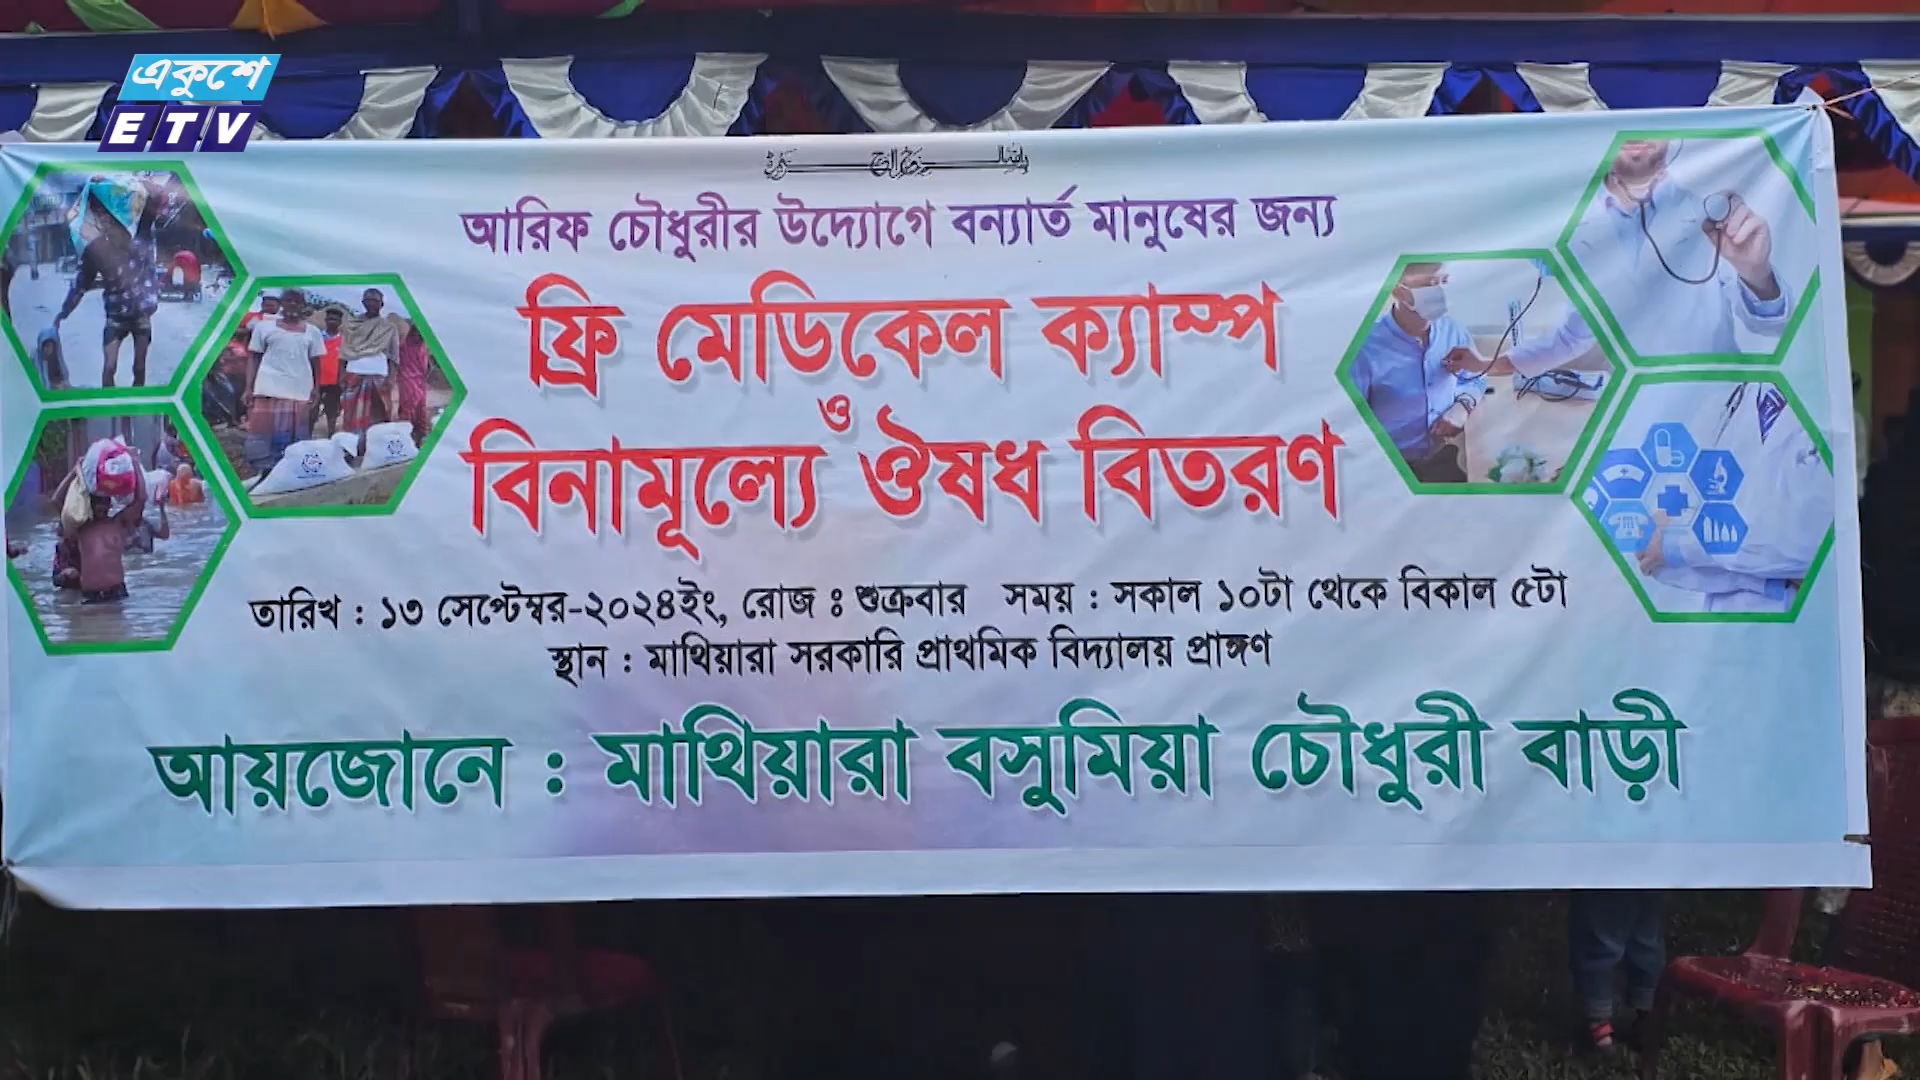 একুশে
ETV
আরিফ চৌধুরীর উদ্যোগে বন্যার্ত মানুষের জন্য
ফ্রি মেডিকেল ক্যাম্প
ও
বিনামূল্যে ঔষধ বিতরণ
তারিখ : ১৩ সেপ্টেম্বর-২০২৪ইং, রোজ ঃ শুক্রবার সময় : সকাল ১০টা থেকে বিকাল ৫টা
স্থান : মাথিয়ারা সরকারি প্রাথমিক বিদ্যালয় প্রাঙ্গণ
আয়জোনে : মাথিয়ারা বসুমিয়া চৌধুরী বাড়ী